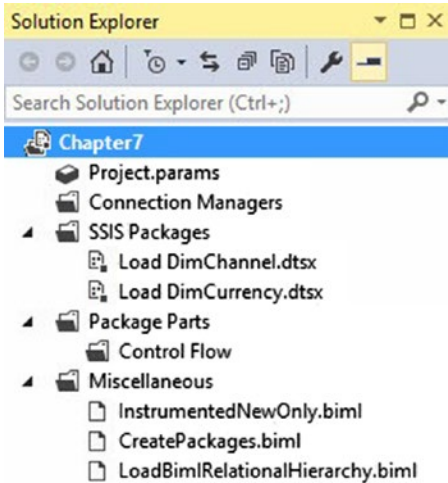 Solution Explorer
Search Solution Explorer (Ctrl+;)
Chapter7
Project.params
Connection Managers
SSIS Packages
Load DimChannel.dtsx
Load DimCurrency.dtsx
Package Parts
Control Flow
Miscellaneous
InstrumentedNewOnly.biml
CreatePackages.biml
LoadBimlRelationalHierarchy.biml